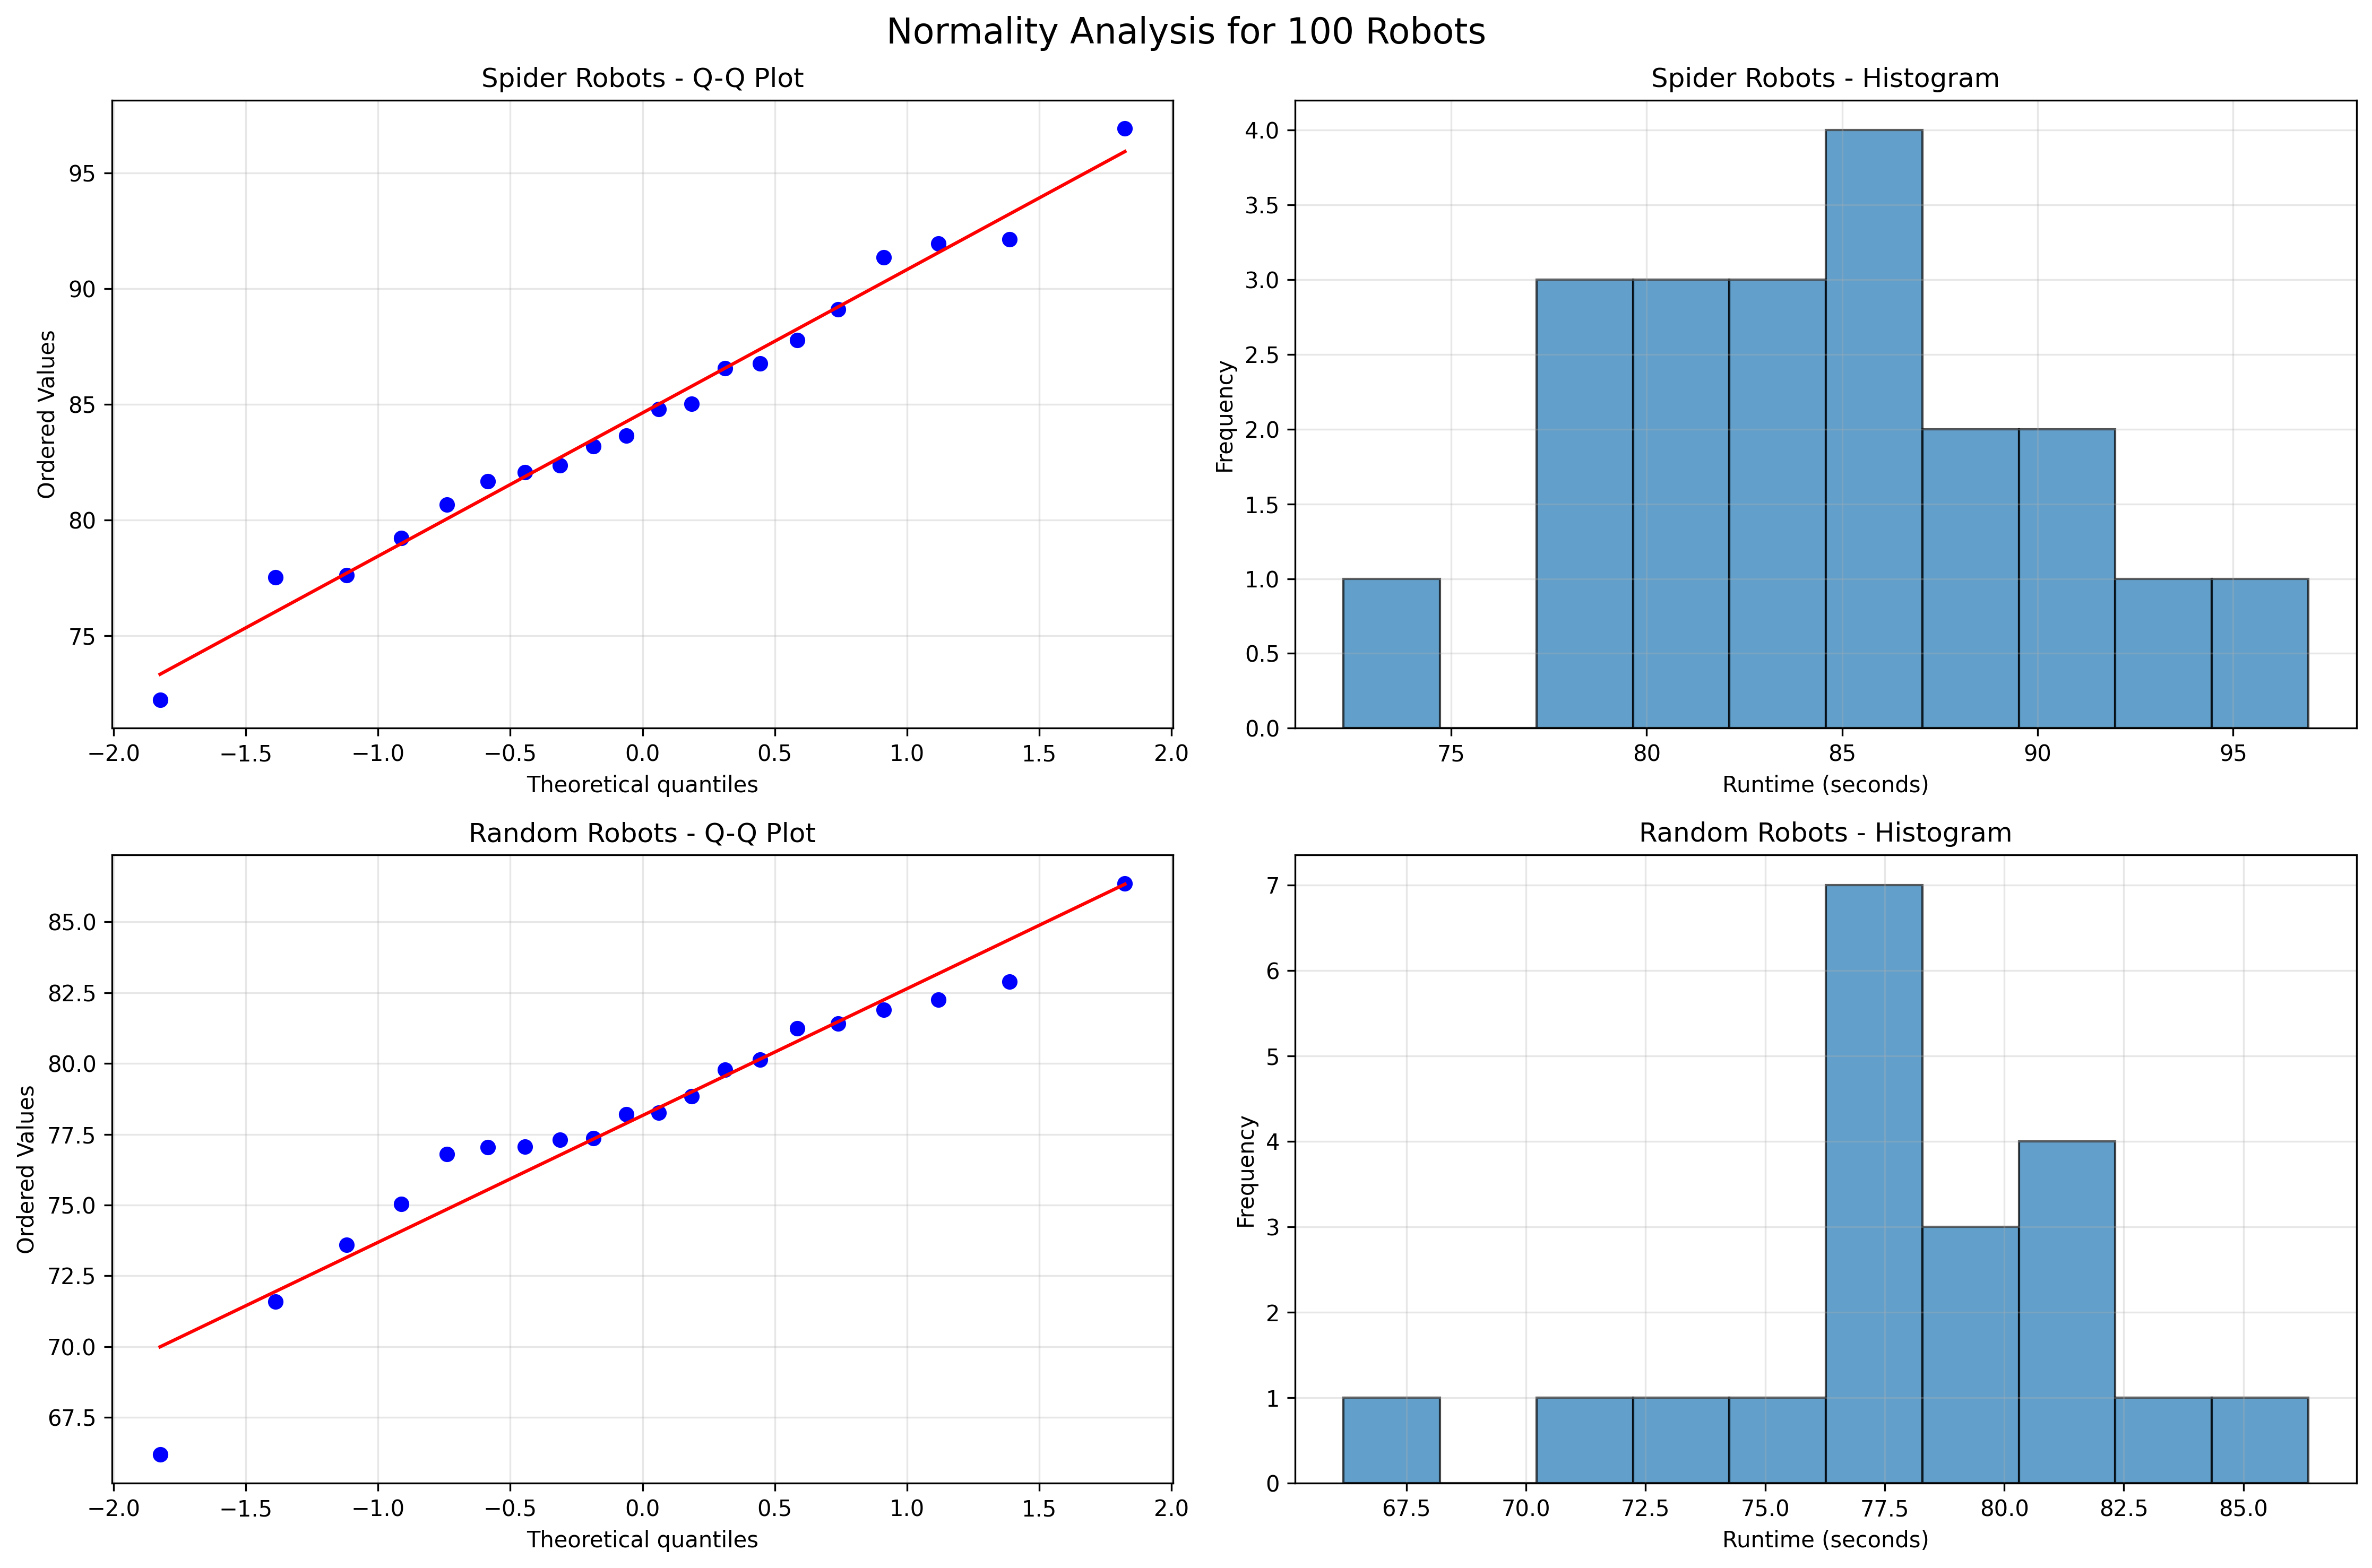 Normality Analysis for 100 Robots
Spider Robots - Q-Q Plot
Ordered Values
95
90
85
80
75
−2.0 −1.5 −1.0 −0.5 0.0 0.5 1.0 1.5 2.0
Theoretical quantiles
Spider Robots - Histogram
Frequency
4.0
3.5
3.0
2.5
2.0
1.5
1.0
0.5
0.0
75 80 85 90 95
Runtime (seconds)
Random Robots - Q-Q Plot
Ordered Values
85.0
82.5
80.0
77.5
75.0
72.5
70.0
67.5
−2.0 −1.5 −1.0 −0.5 0.0 0.5 1.0 1.5 2.0
Theoretical quantiles
Random Robots - Histogram
Frequency
7
6
5
4
3
2
1
0
67.5 70.0 72.5 75.0 77.5 80.0 82.5 85.0
Runtime (seconds)